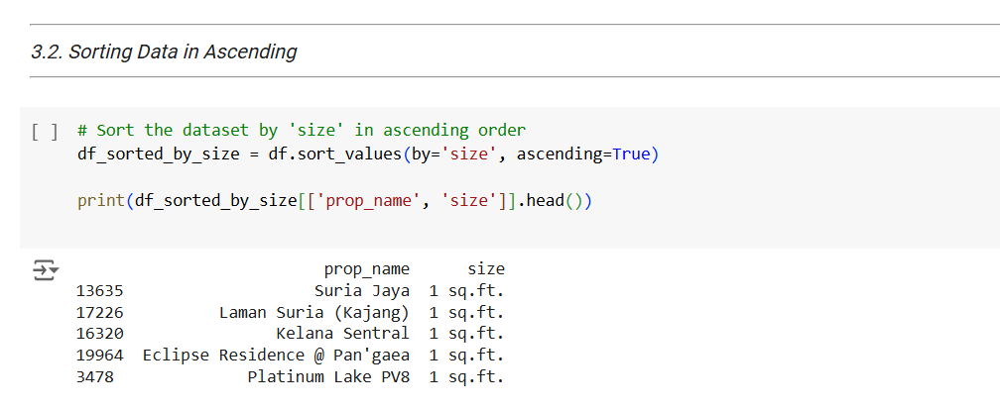 3.2. Sorting Data in Ascending
[ ] # Sort the dataset by 'size' in ascending order
df_sorted_by_size = df.sort_values(by='size', ascending=True)
print(df_sorted_by_size[['prop_name', 'size']].head())
prop_name size
13635 Suria Jaya 1 sq.ft.
17226 Laman Suria (Kajang) 1 sq.ft.
16320 Kelana Sentral 1 sq.ft.
19964 Eclipse Residence @ Pan'gaea 1 sq.ft.
3478 Platinum Lake PV8 1 sq.ft.